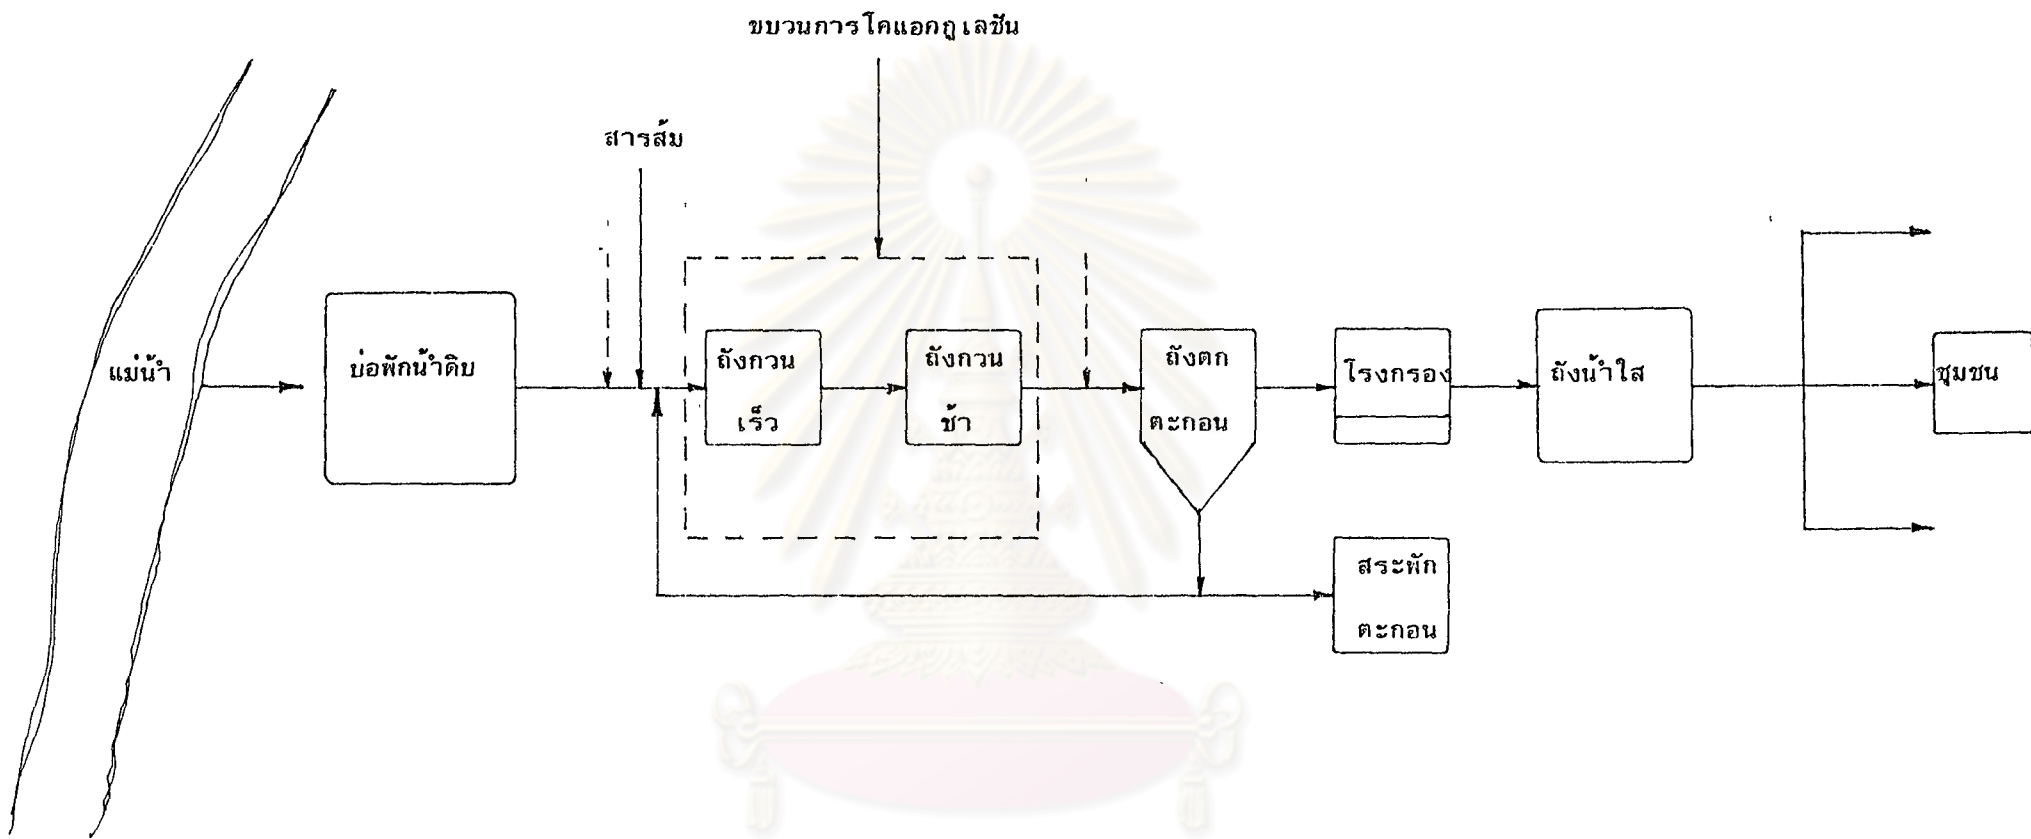 ขบวนการโคแอคกูเลชัน
สารส้ม
แม่น้ำ
บ่อพักน้ำดิบ
ถังกวน
เร็ว
ถังกวน
ช้า
ถังตก
ตะกอน
โรงกรอง
ถังน้ำใส
ชุมชน
สระพัก
ตะกอน